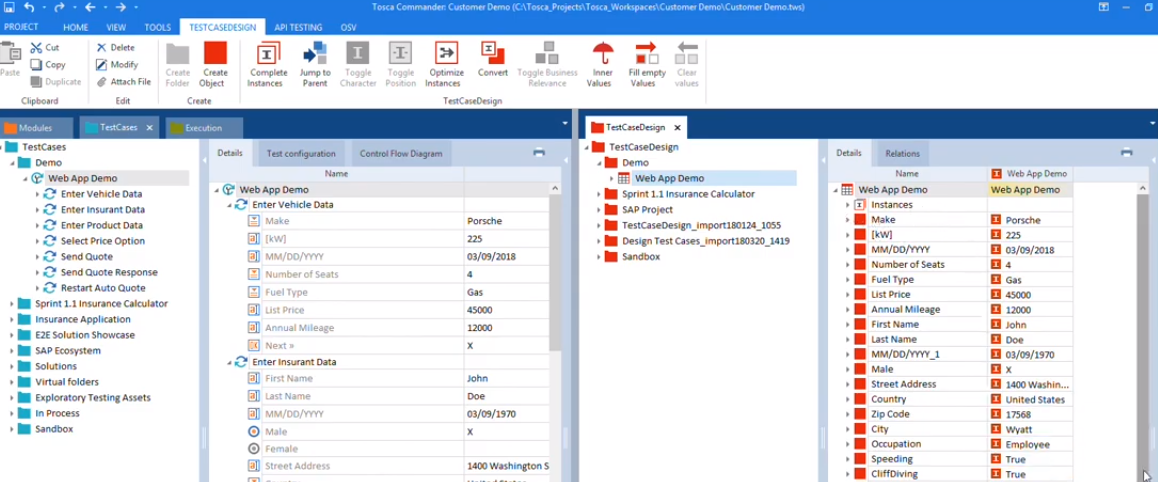 Tosca Commander: Customer Demo (C:\Tosca_Projects\Tosca_Workspaces\Customer Demo\Customer Demo.tws)
PROJECT HOME VIEW TOOLS TESTCASEDESIGN API TESTING OSV
Paste
Cut
Copy
Duplicate
Clipboard
Delete
Modify
Attach File
Edit
Create Folder
Create Object
Create
Complete Instances
Jump to Parent
Toggle Character
Toggle Position
Optimize Instances
Convert
Toggle Business Relevance
Inner Values
Fill empty Values
Clear values
TestCaseDesign
Modules TestCases Execution
TestCases
Demo
Web App Demo
Enter Vehicle Data
Enter Insurant Data
Enter Product Data
Select Price Option
Send Quote
Send Quote Response
Restart Auto Quote
Sprint 1.1 Insurance Calculator
Insurance Application
E2E Solution Showcase
SAP Ecosystem
Solutions
Virtual folders
Exploratory Testing Assets
In Process
Sandbox
Details Test configuration Control Flow Diagram
Name
Web App Demo
Enter Vehicle Data
Make Porsche
[kW] 225
MM/DD/YYYY 03/09/2018
Number of Seats 4
Fuel Type Gas
List Price 45000
Annual Mileage 12000
Next » X
Enter Insurant Data
First Name John
Last Name Doe
MM/DD/YYYY 03/09/1970
Male X
Female
Street Address 1400 Washington S
TestCaseDesign
TestCaseDesign
Demo
Web App Demo
Sprint 1.1 Insurance Calculator
SAP Project
TestCaseDesign_import180124_1055
Design Test Cases_import180320_1419
Sandbox
Details Relations
Name Web App Demo
Web App Demo Web App Demo
Instances
Make Porsche
[kW] 225
MM/DD/YYYY 03/09/2018
Number of Seats 4
Fuel Type Gas
List Price 45000
Annual Mileage 12000
First Name John
Last Name Doe
MM/DD/YYYY_1 03/09/1970
Male X
Street Address 1400 Washin...
Country United States
Zip Code 17568
City Wyatt
Occupation Employee
Speeding True
CliffDiving True